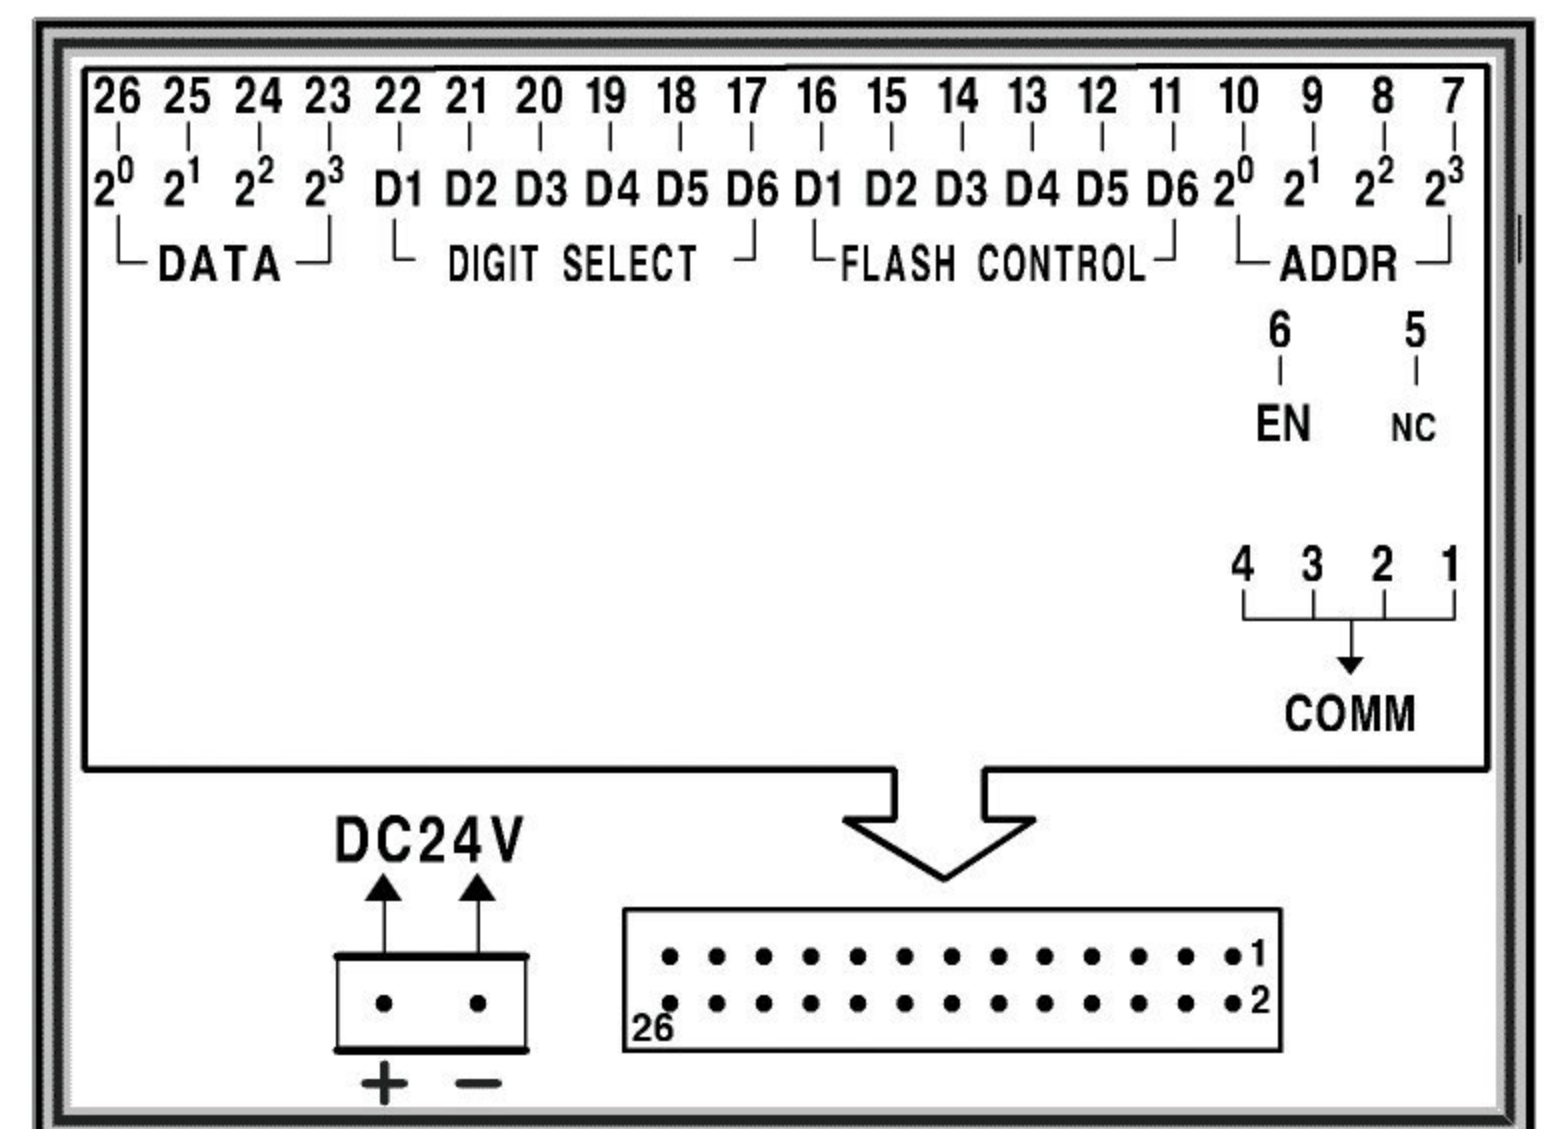 26 25 24 23 22 21 20 19 18 17 16 15 14 13 12 11 10 9 8 7
2⁰ 2¹ 2² 2³ D1 D2 D3 D4 D5 D6 D1 D2 D3 D4 D5 D6 2⁰ 2¹ 2² 2³
DATA DIGIT SELECT FLASH CONTROL ADDR
6 5
EN NC
4 3 2 1
COMM
DC24V
1
2
26
+ −